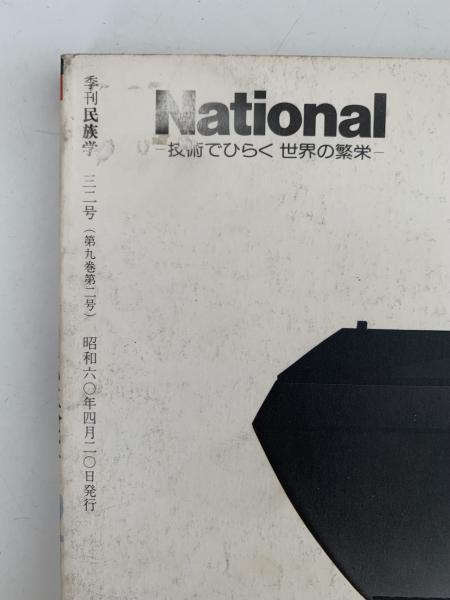 National
–技術でひらく世界の繁栄–
季刊民族学 三二号（第九巻第二号）昭和六〇年四月二〇日発行